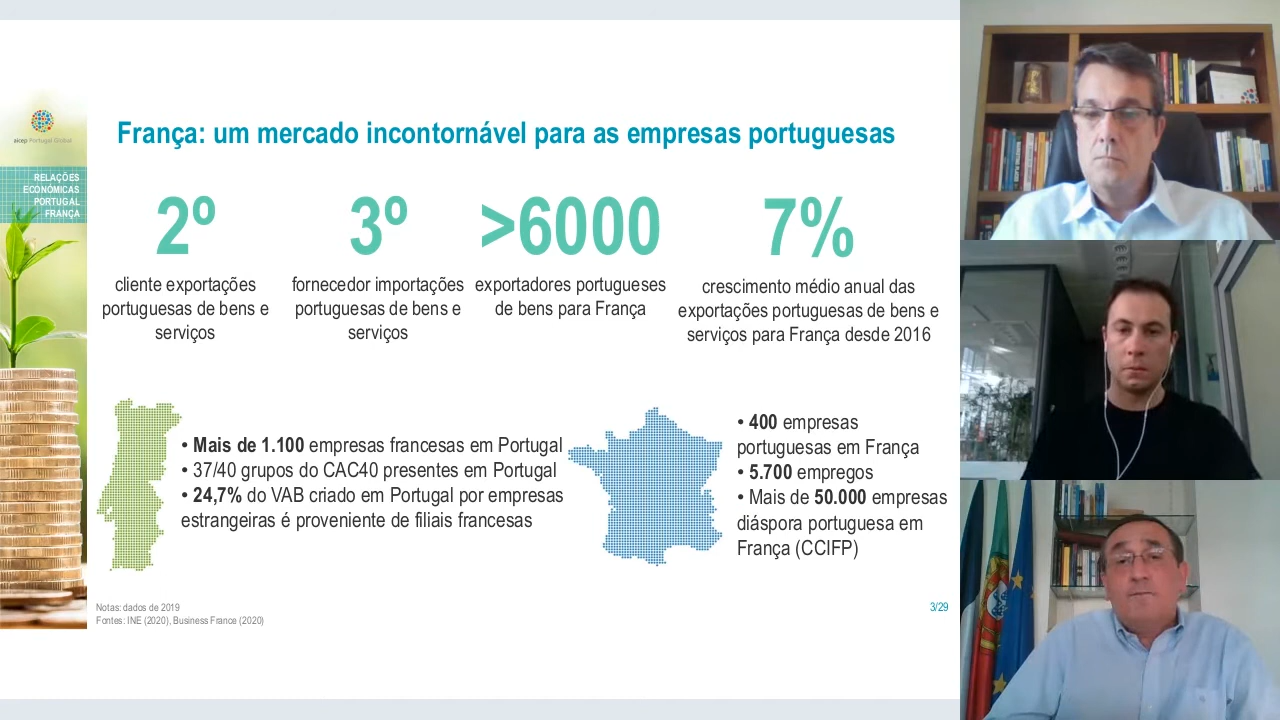 aicep Portugal Global
RELAÇÕES
ECONÓMICAS
PORTUGAL
FRANÇA
França: um mercado incontornável para as empresas portuguesas
2º
cliente exportações
portuguesas de bens e
serviços
3º
fornecedor importações
portuguesas de bens e
serviços
>6000
exportadores portugueses
de bens para França
7%
crescimento médio anual das
exportações portuguesas de bens e
serviços para França desde 2016
• Mais de 1.100 empresas francesas em Portugal
• 37/40 grupos do CAC40 presentes em Portugal
• 24,7% do VAB criado em Portugal por empresas
estrangeiras é proveniente de filiais francesas
• 400 empresas
portuguesas em França
• 5.700 empregos
• Mais de 50.000 empresas
diáspora portuguesa em
França (CCIFP)
Notas: dados de 2019
Fontes: INE (2020), Business France (2020)
3/29